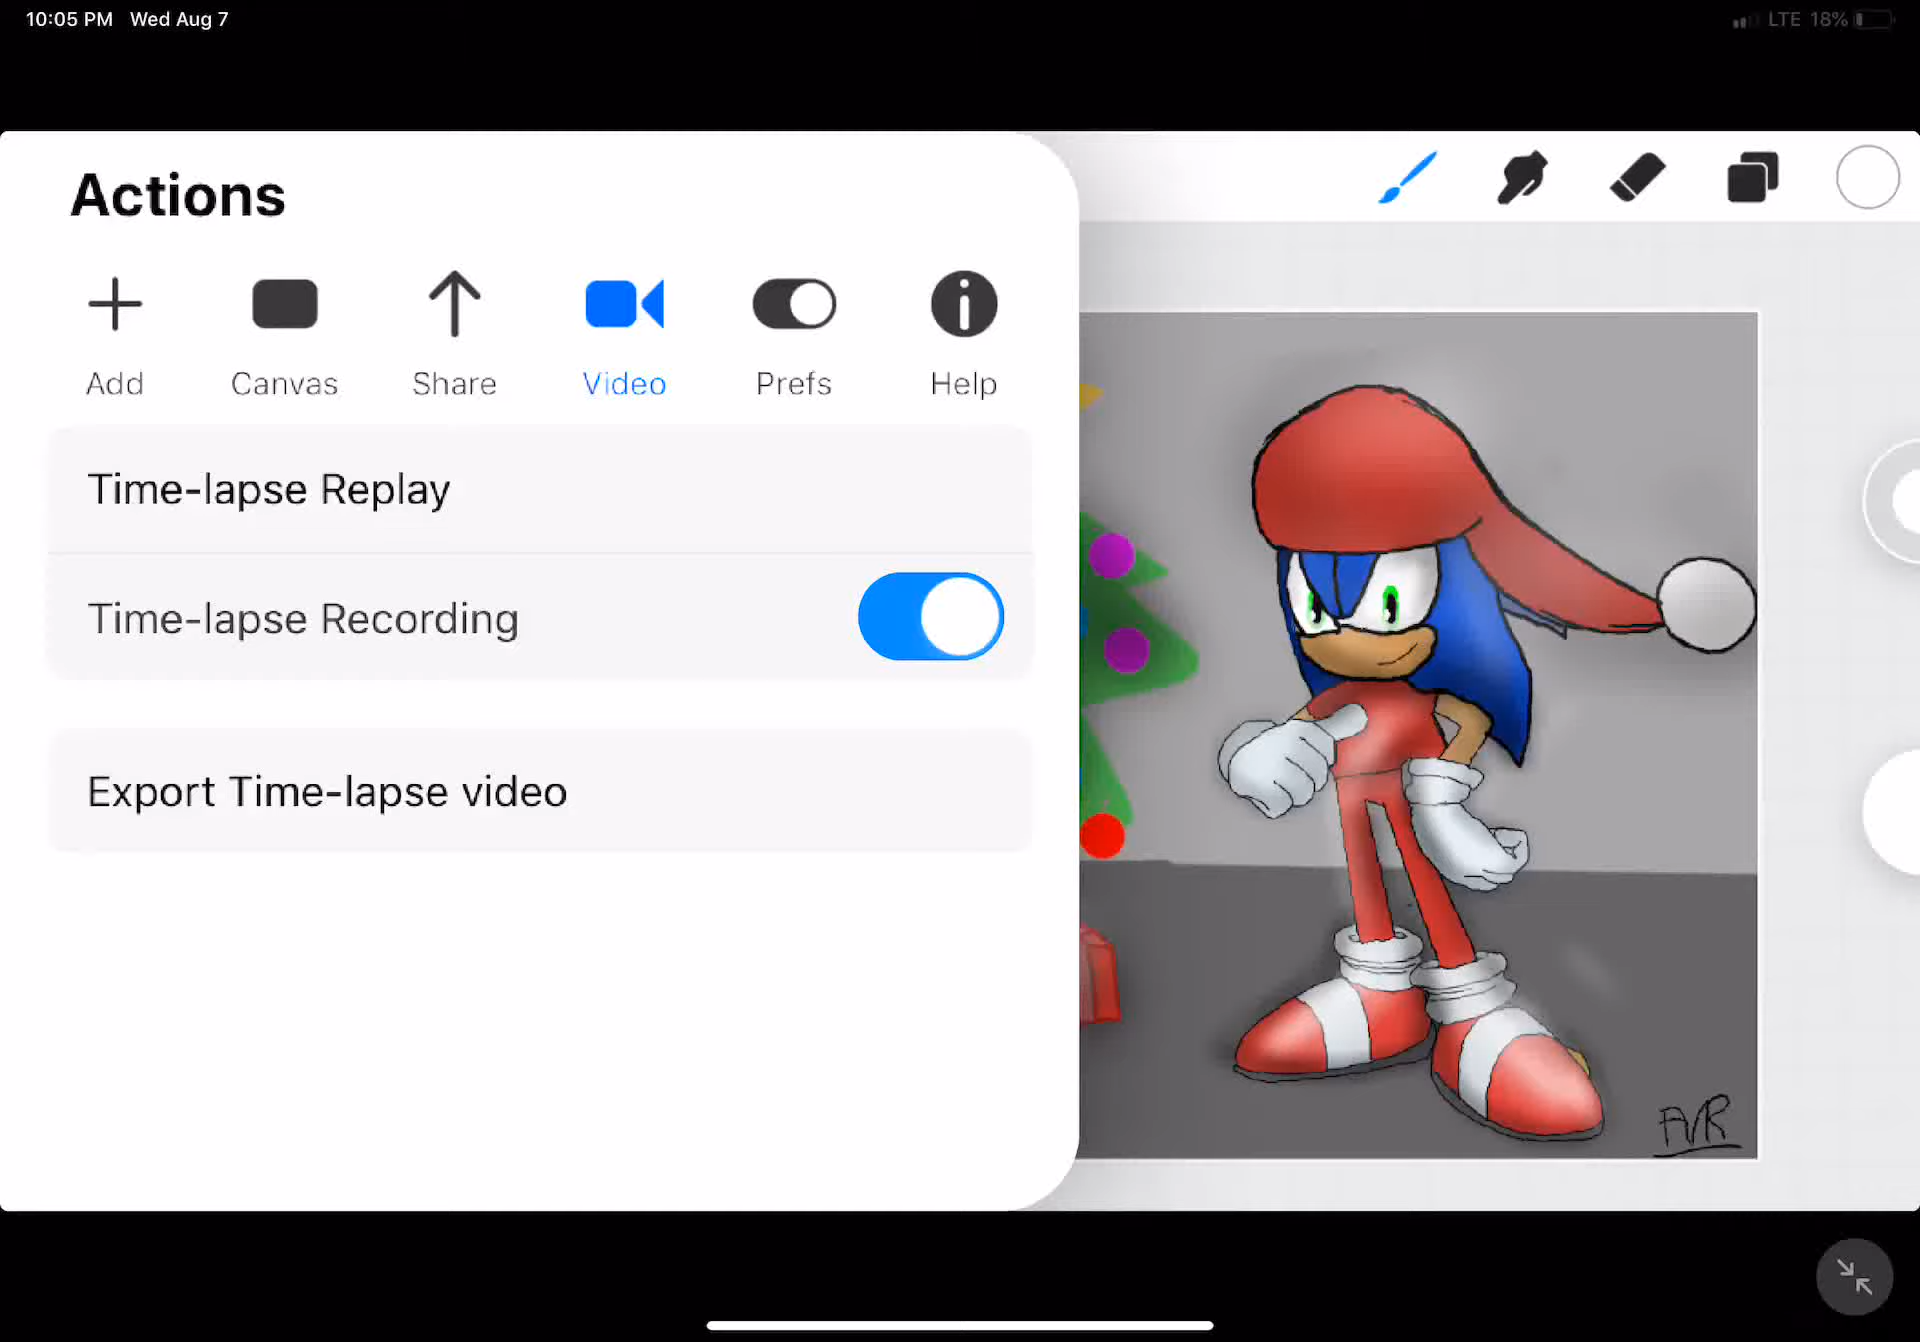 10:05 PM Wed Aug 7
LTE 18%
Actions
Add Canvas Share Video Prefs Help
Time-lapse Replay
Time-lapse Recording
Export Time-lapse video
AVR